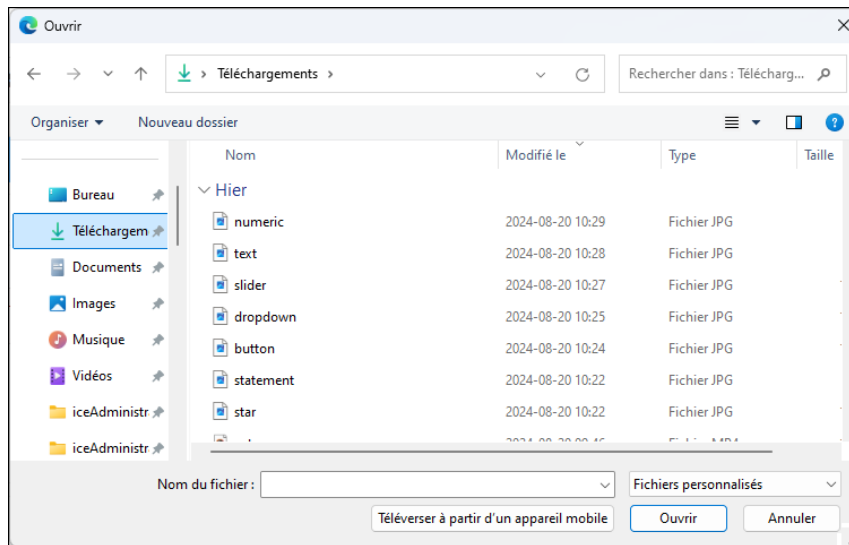 Ouvrir
Téléchargements
Rechercher dans : Télécharg...
Organiser
Nouveau dossier
Nom Modifié le Type Taille
Hier
Bureau
Téléchargem
Documents
Images
Musique
Vidéos
iceAdministr
iceAdministr
numeric 2024-08-20 10:29 Fichier JPG
text 2024-08-20 10:28 Fichier JPG
slider 2024-08-20 10:27 Fichier JPG
dropdown 2024-08-20 10:25 Fichier JPG
button 2024-08-20 10:24 Fichier JPG
statement 2024-08-20 10:22 Fichier JPG
star 2024-08-20 10:22 Fichier JPG
Nom du fichier :
Fichiers personnalisés
Téléverser à partir d'un appareil mobile
Ouvrir
Annuler